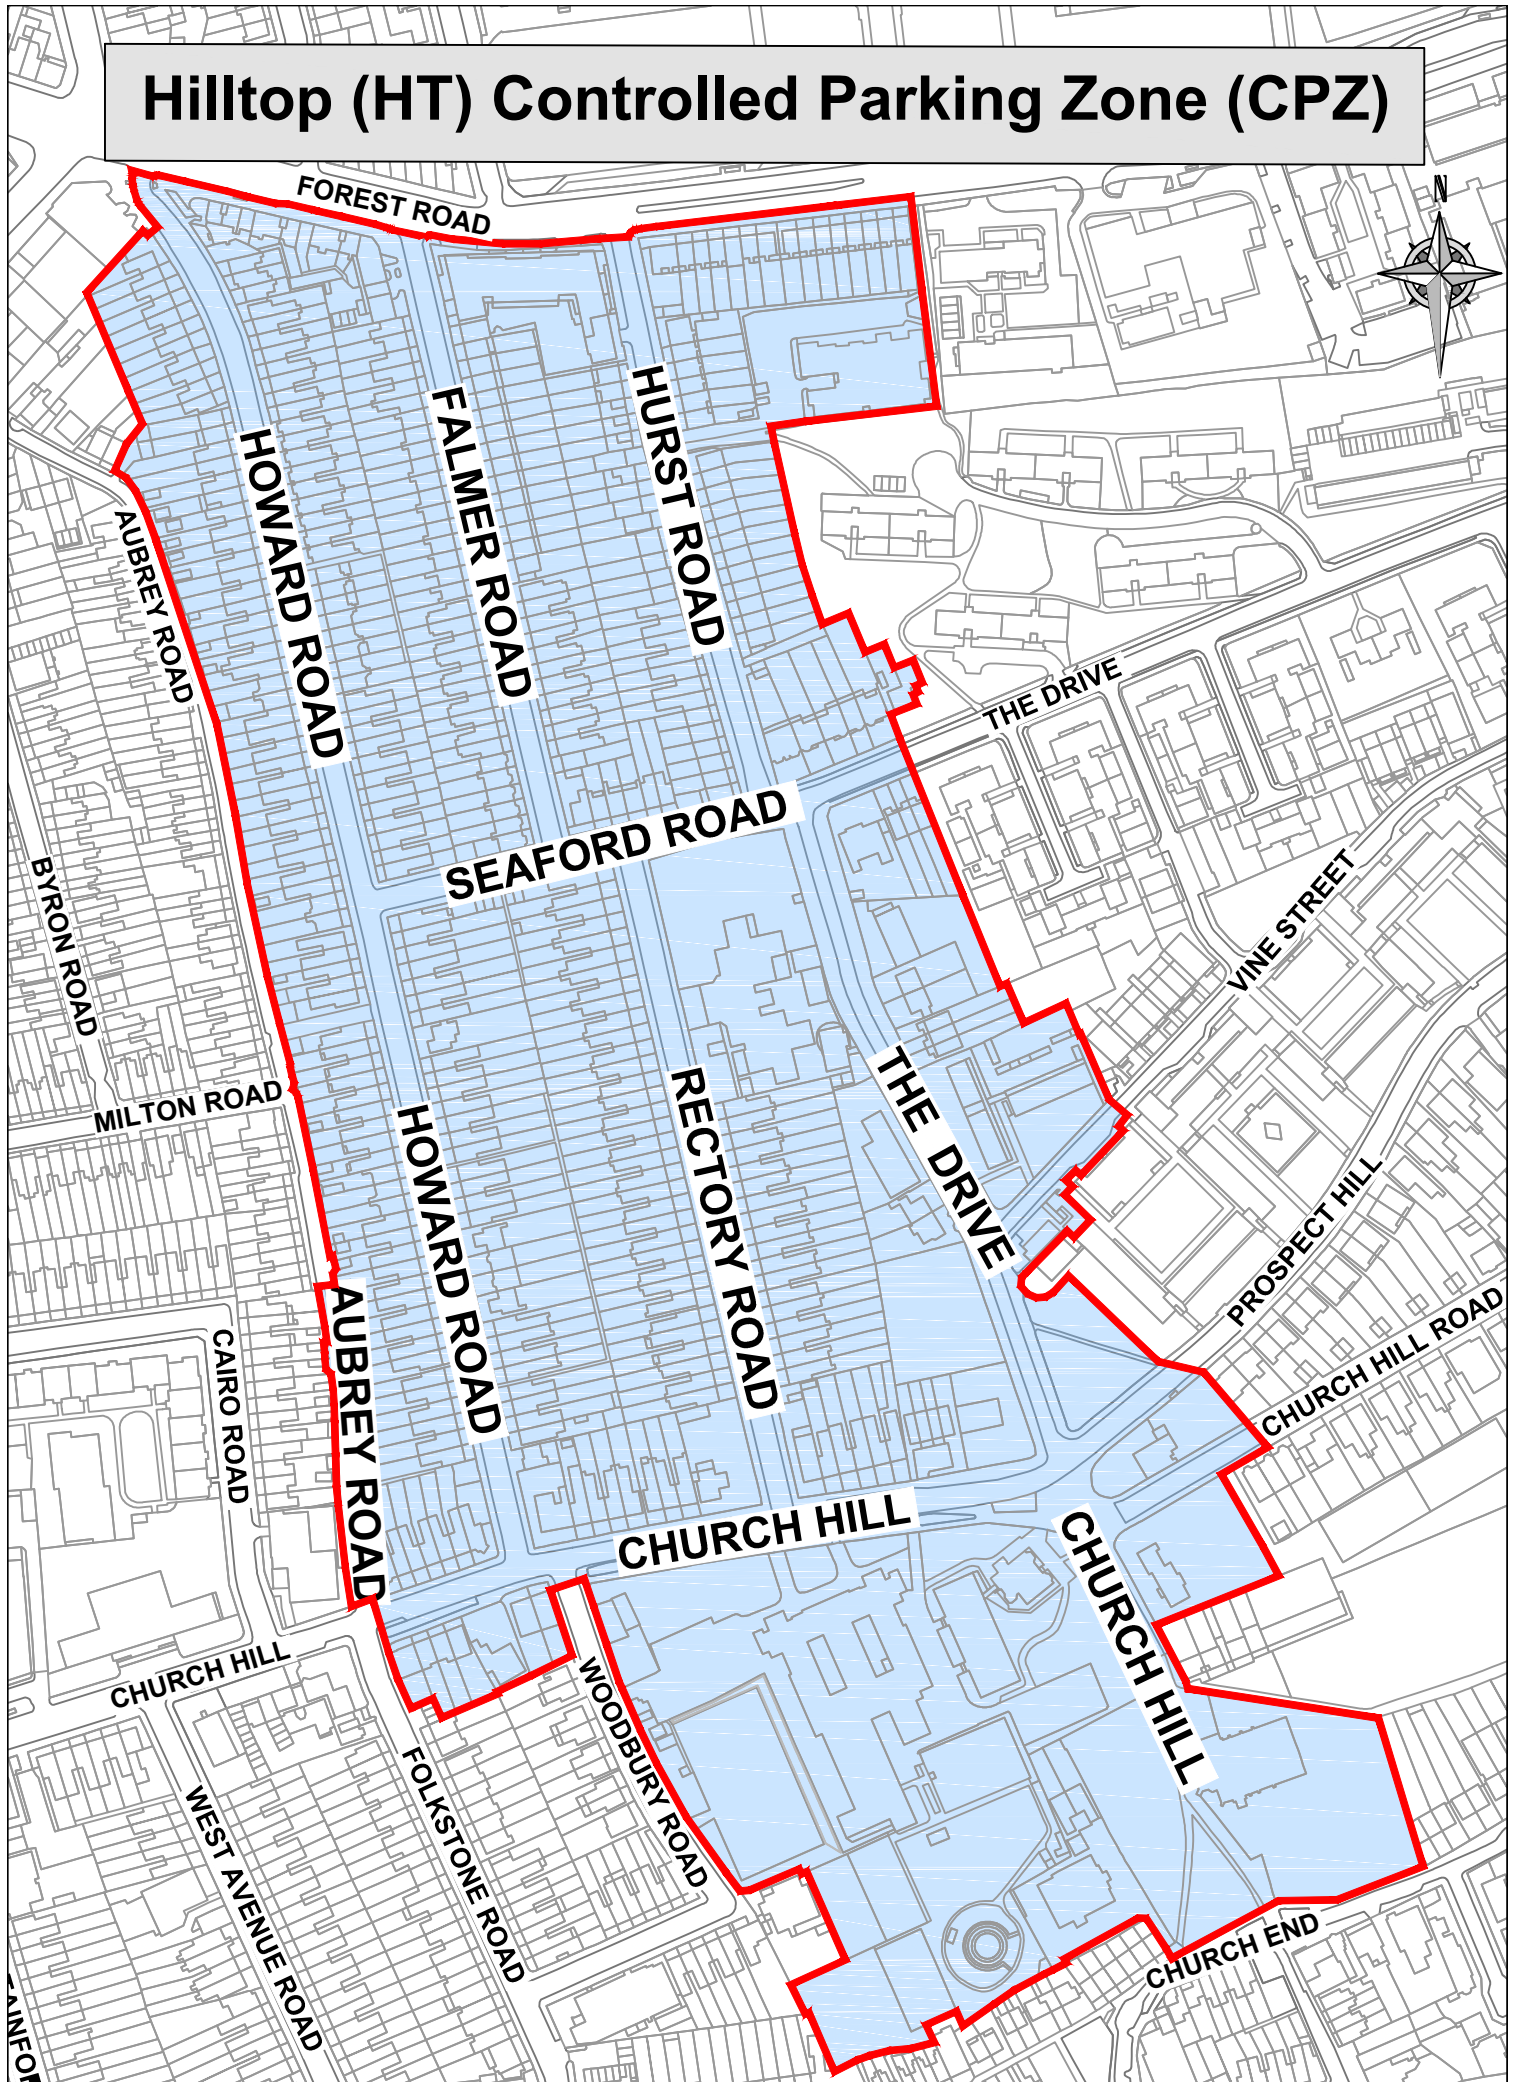 Hilltop (HT) Controlled Parking Zone (CPZ)
FOREST ROAD
N
HOWARD ROAD
FALMER ROAD
HURST ROAD
AUBREY ROAD
THE DRIVE
SEAFORD ROAD
BYRON ROAD
VINE STREET
MILTON ROAD
HOWARD ROAD
RECTORY ROAD
THE DRIVE
PROSPECT HILL
AUBREY ROAD
CAIRO ROAD
CHURCH HILL ROAD
CHURCH HILL
CHURCH HILL
CHURCH HILL
WOODBURY ROAD
FOLKSTONE ROAD
WEST AVENUE ROAD
CHURCH END